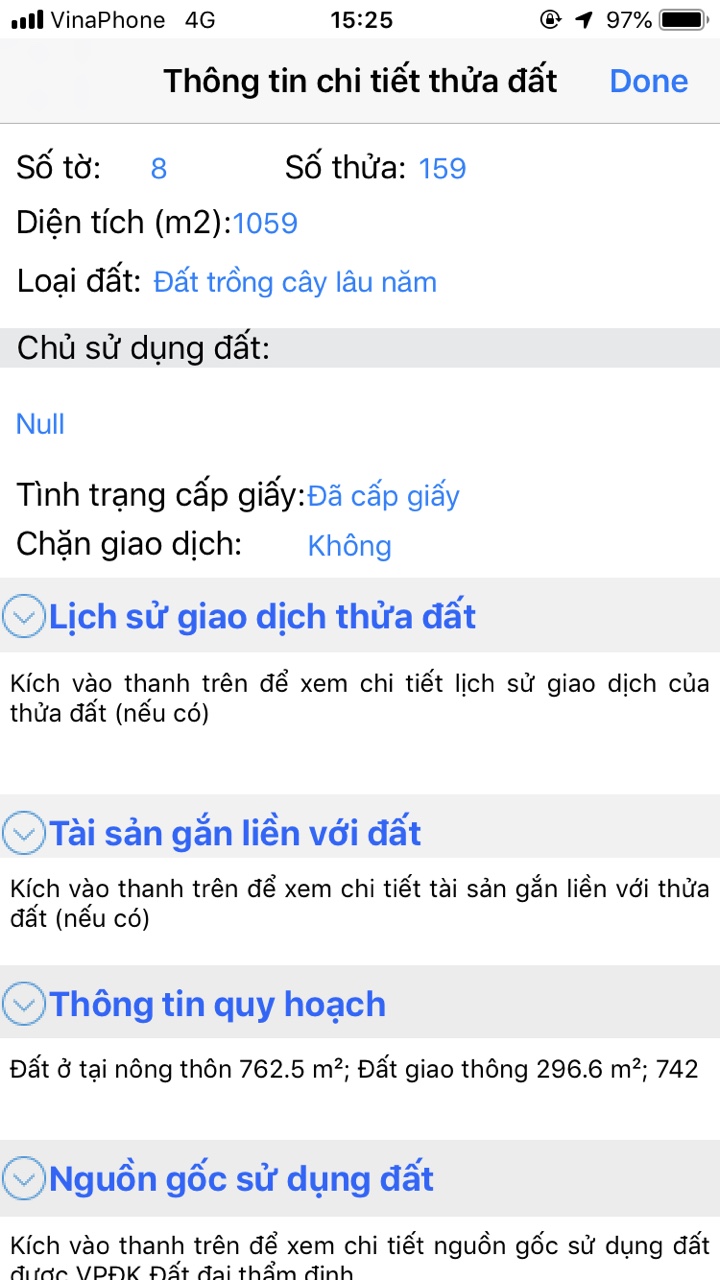 VinaPhone 4G 15:25 97%
Thông tin chi tiết thửa đất Done
Số tờ: 8 Số thửa: 159
Diện tích (m2):1059
Loại đất: Đất trồng cây lâu năm
Chủ sử dụng đất:
Null
Tình trạng cấp giấy:Đã cấp giấy
Chặn giao dịch: Không
Lịch sử giao dịch thửa đất
Kích vào thanh trên để xem chi tiết lịch sử giao dịch của
thửa đất (nếu có)
Tài sản gắn liền với đất
Kích vào thanh trên để xem chi tiết tài sản gắn liền với thửa
đất (nếu có)
Thông tin quy hoạch
Đất ở tại nông thôn 762.5 m²; Đất giao thông 296.6 m²; 742
Nguồn gốc sử dụng đất
Kích vào thanh trên để xem chi tiết nguồn gốc sử dụng đất
được VPĐK Đất đai thẩm định